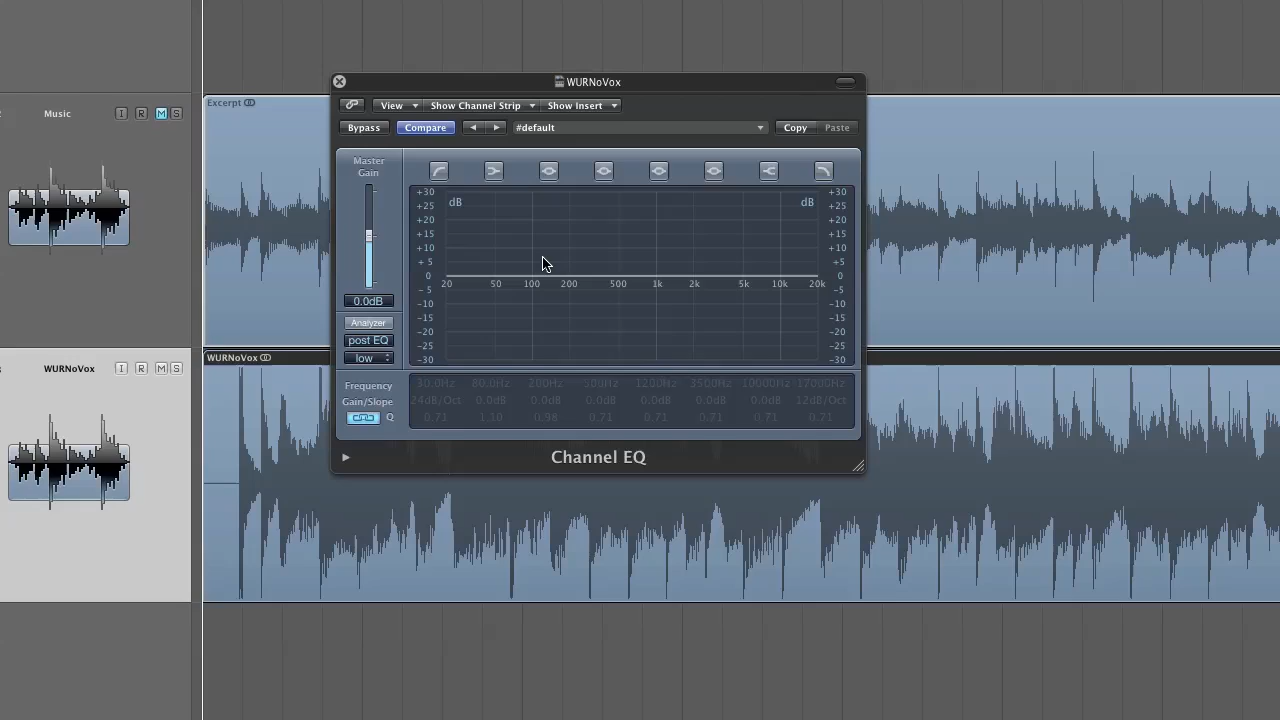 WURNoVox
View
Show Channel Strip
Show Insert
Bypass
Compare
#default
Copy
Paste
Music
I R M S
Excerpt
Master
Gain
+30 +30
+25 dB dB +25
+20 +20
+15 +15
+10 +10
+ 5 + 5
0 0
20 50 100 200 500 1k 2k 5k 10k 20k
- 5 - 5
-10 -10
-15 -15
-20 -20
-25 -25
-30 -30
0.0dB
Analyzer
post EQ
low
Frequency 30.0Hz 80.0Hz 200Hz 500Hz 1200Hz 3500Hz 10000Hz 17000Hz
Gain/Slope 24dB/Oct 0.0dB 0.0dB 0.0dB 0.0dB 0.0dB 0.0dB 12dB/Oct
Q 0.71 1.10 0.98 0.71 0.71 0.71 0.71 0.71
Channel EQ
WURNoVox
I R M S
WURNoVox